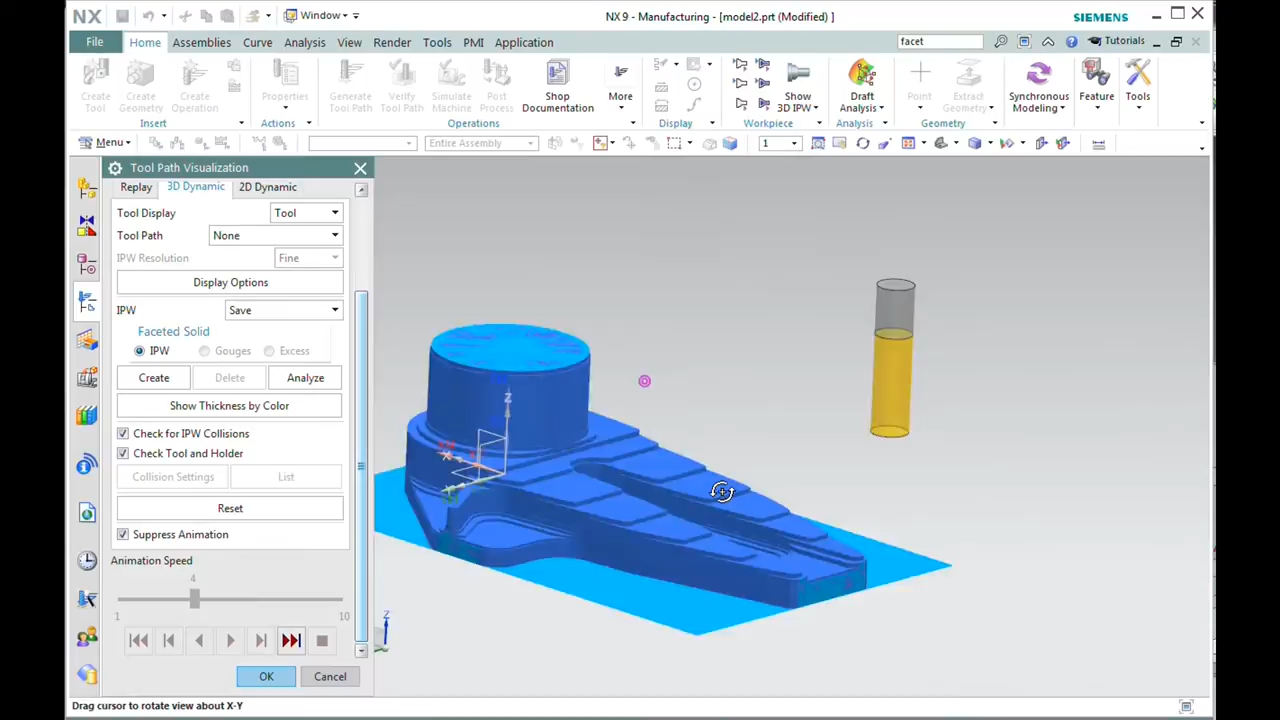 NX
Window
NX 9 - Manufacturing - [model2.prt (Modified) ]
SIEMENS
File
Home
Assemblies
Curve
Analysis
View
Render
Tools
PMI
Application
facet
Tutorials
Create Tool
Create Geometry
Create Operation
Properties
Generate Tool Path
Verify Tool Path
Simulate Machine
Post Process
Shop Documentation
More
Show 3D IPW
Draft Analysis
Point
Extract Geometry
Synchronous Modeling
Feature
Tools
Insert
Actions
Operations
Display
Workpiece
Analysis
Geometry
Menu
Entire Assembly
1
Tool Path Visualization
Replay
3D Dynamic
2D Dynamic
Tool Display
Tool
Tool Path
None
IPW Resolution
Fine
Display Options
IPW
Save
Faceted Solid
IPW
Gouges
Excess
Create
Delete
Analyze
Show Thickness by Color
Check for IPW Collisions
Check Tool and Holder
Collision Settings
List
Reset
Suppress Animation
Animation Speed
4
1
10
OK
Cancel
Z
Z
Drag cursor to rotate view about X-Y